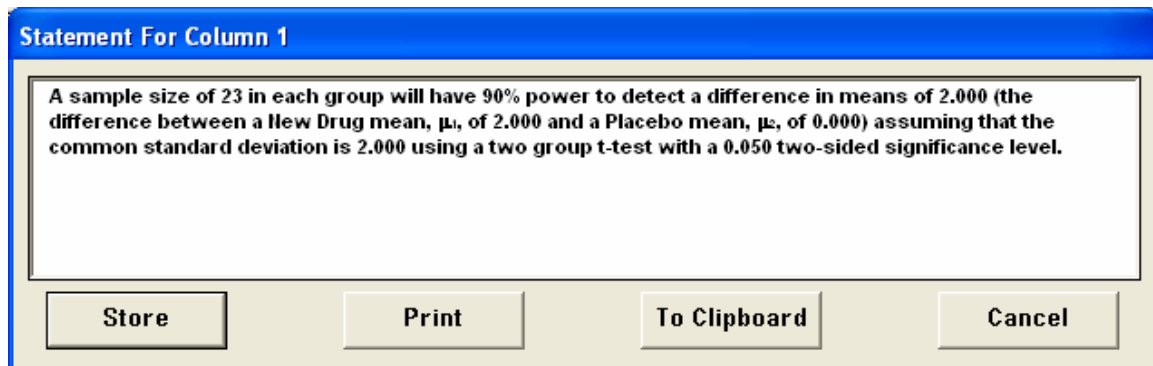 Statement For Column 1
A sample size of 23 in each group will have 90% power to detect a difference in means of 2.000 (the
difference between a New Drug mean, μ₁, of 2.000 and a Placebo mean, μ₂, of 0.000) assuming that the
common standard deviation is 2.000 using a two group t-test with a 0.050 two-sided significance level.
Store Print To Clipboard Cancel